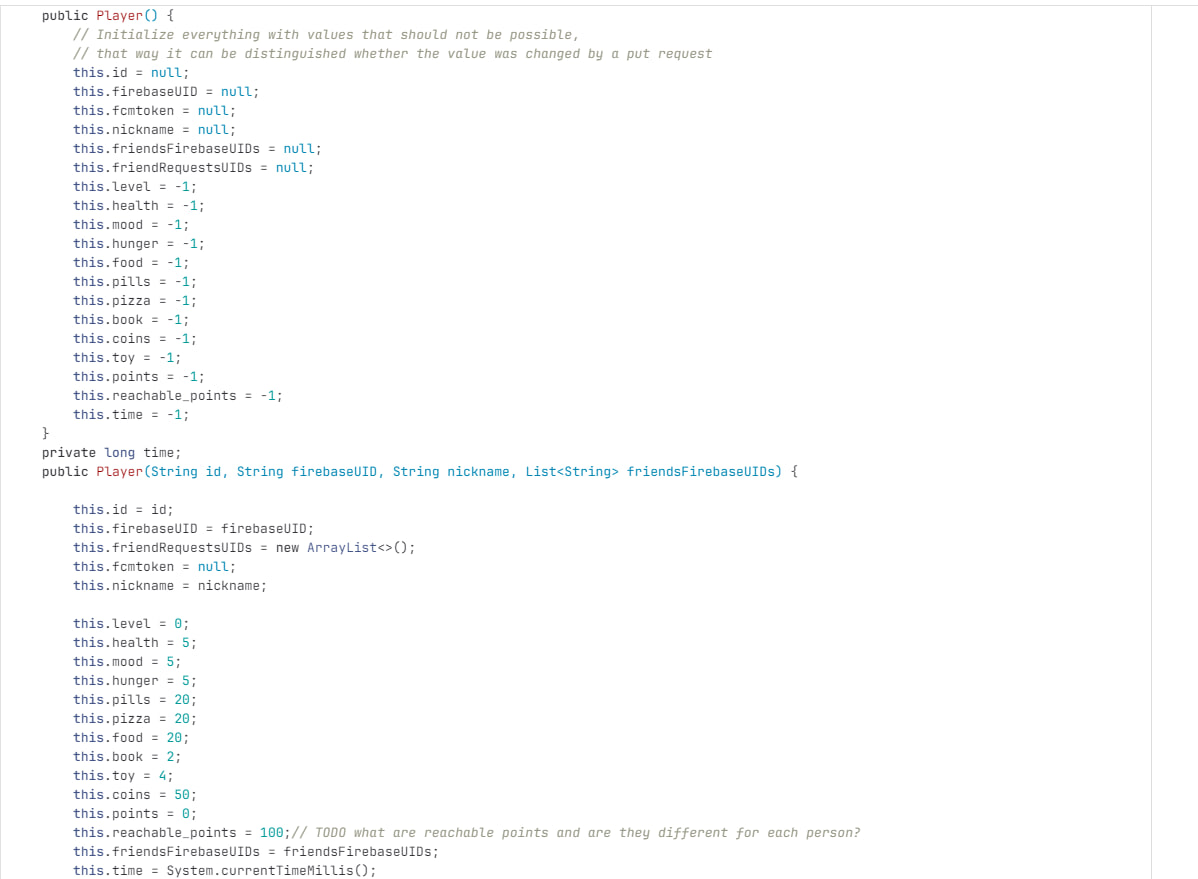 public Player() {
// Initialize everything with values that should not be possible,
// that way it can be distinguished whether the value was changed by a put request
this.id = null;
this.firebaseUID = null;
this.fcmtoken = null;
this.nickname = null;
this.friendsFirebaseUIDs = null;
this.friendRequestsUIDs = null;
this.level = -1;
this.health = -1;
this.mood = -1;
this.hunger = -1;
this.food = -1;
this.pills = -1;
this.pizza = -1;
this.book = -1;
this.coins = -1;
this.toy = -1;
this.points = -1;
this.reachable_points = -1;
this.time = -1;
}
private long time;
public Player(String id, String firebaseUID, String nickname, List<String> friendsFirebaseUIDs) {
this.id = id;
this.firebaseUID = firebaseUID;
this.friendRequestsUIDs = new ArrayList<>();
this.fcmtoken = null;
this.nickname = nickname;
this.level = 0;
this.health = 5;
this.mood = 5;
this.hunger = 5;
this.pills = 20;
this.pizza = 20;
this.food = 20;
this.book = 2;
this.toy = 4;
this.coins = 50;
this.points = 0;
this.reachable_points = 100;// TODO what are reachable points and are they different for each person?
this.friendsFirebaseUIDs = friendsFirebaseUIDs;
this.time = System.currentTimeMillis();